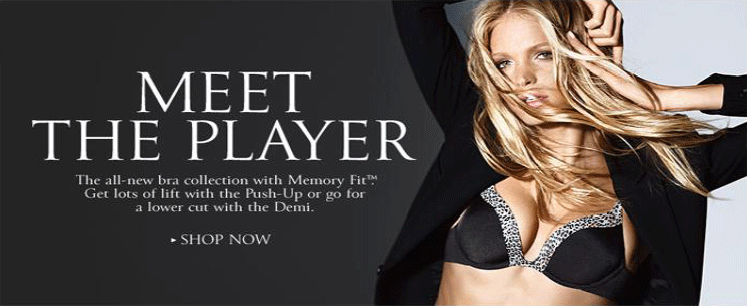 MEET
THE PLAYER
The all-new bra collection with Memory Fit™.
Get lots of lift with the Push-Up or go for
a lower cut with the Demi.
▸ SHOP NOW